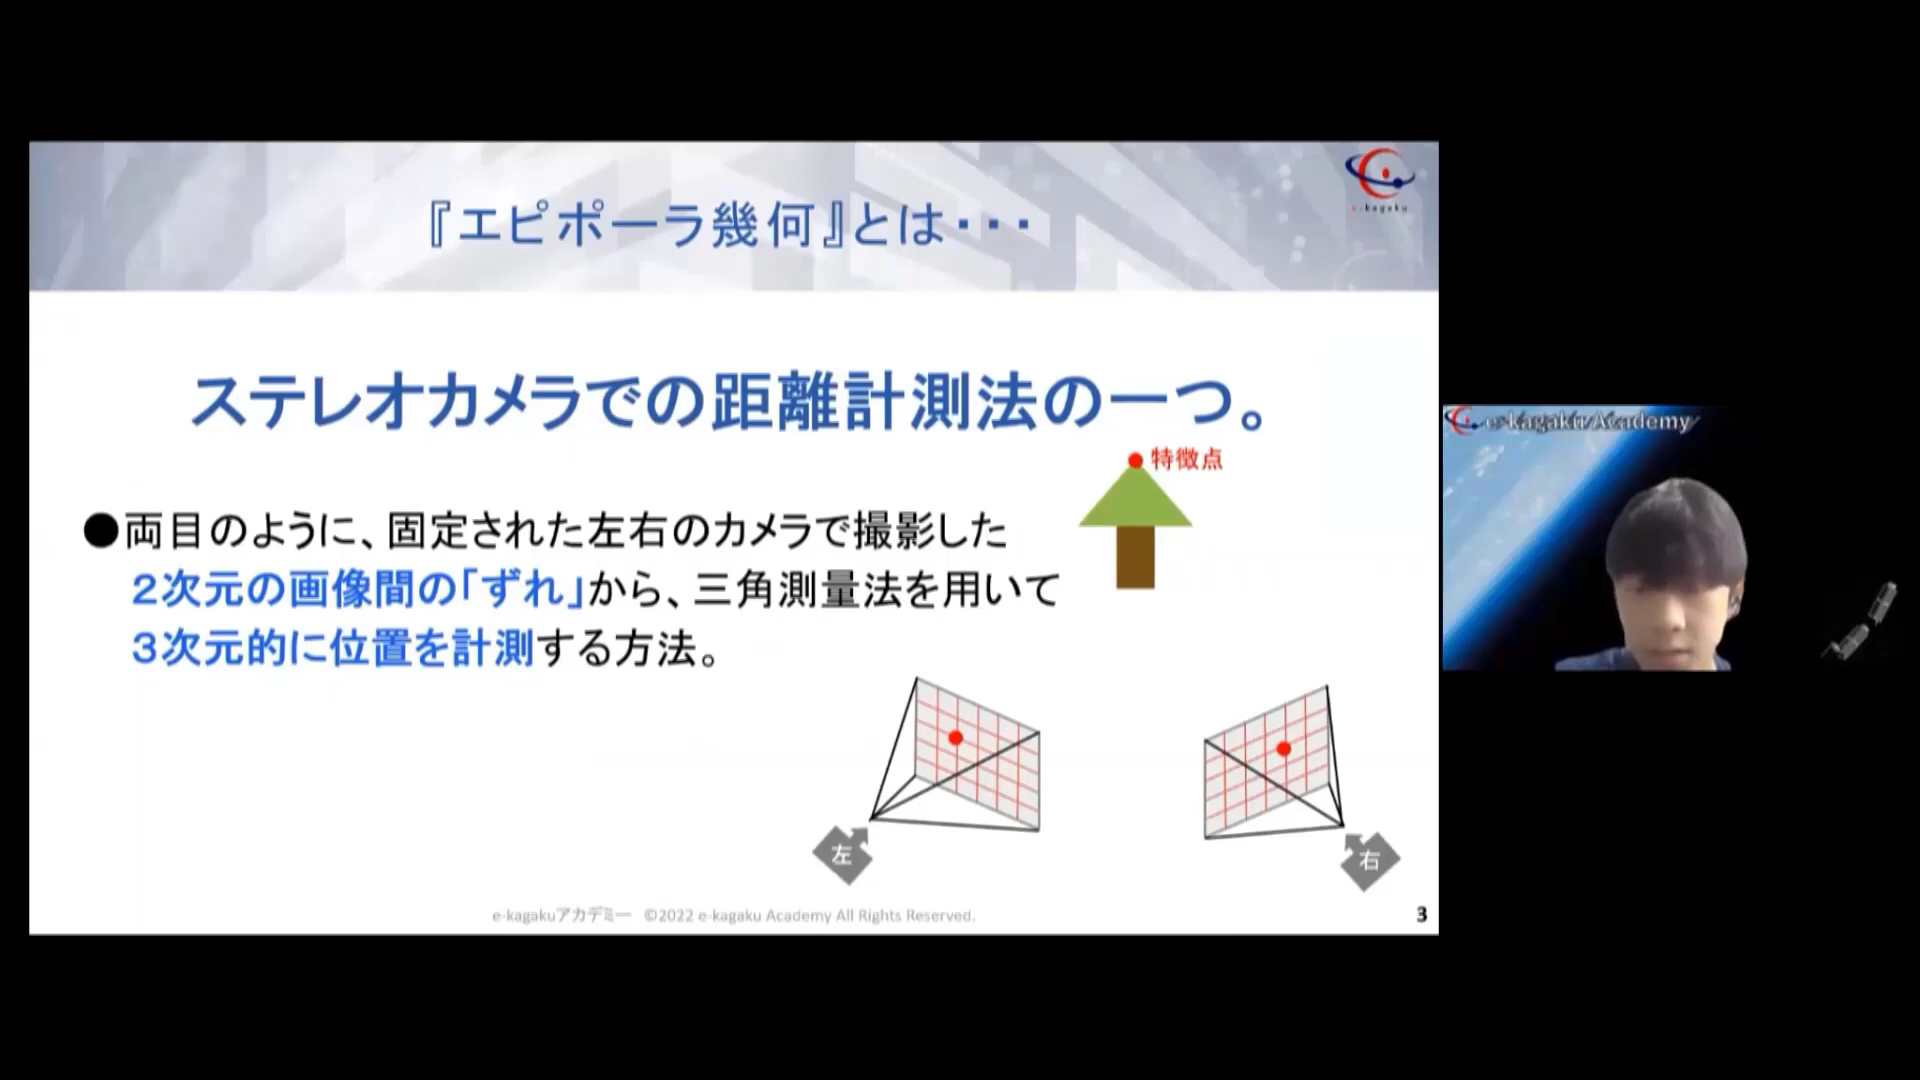 e-kagaku
『エピポーラ幾何』とは・・・
ステレオカメラでの距離計測法の一つ。
特徴点
●両目のように、固定された左右のカメラで撮影した
２次元の画像間の「ずれ」から、三角測量法を用いて
３次元的に位置を計測する方法。
左
右
e-kagakuアカデミー ©2022 e-kagaku Academy All Rights Reserved.
3
e-kagaku Academy